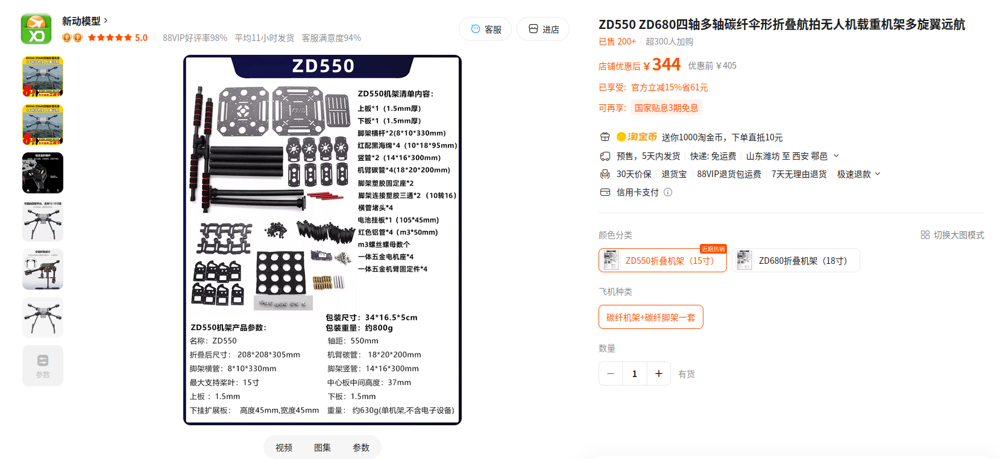 新动模型
XD
5.0
88VIP好评率98%
平均11小时发货
客服满意度94%
客服
进店
参数
ZD550
ZD550机架清单内容：
上板*1（1.5mm厚）
下板*1（1.5mm厚）
脚架横杆*2(8*10*330mm)
红配黑海绵*4（10*18*95mm)
竖管*2（14*16*300mm）
机臂碳管*4(18*20*200mm)
脚架塑胶固定座*2
脚架连接塑胶三通*2（10转16)
横管堵头*4
电池挂板*1（105*45mm)
红色铝管*4（m3*50mm)
m3螺丝螺母数个
一体五金电机座*4
一体五金机臂固定件*4
包装尺寸：34*16.5*5cm
包装重量：约800g
ZD550机架产品参数：
名称：ZD550
轴距：550mm
折叠后尺寸： 208*208*305mm
机臂碳管： 18*20*200mm
脚架横管：8*10*330mm
脚架竖管：14*16*300mm
最大支持桨叶：15寸
中心板中间高度：37mm
上板 ：1.5mm
下板：1.5mm
下挂扩展板： 高度45mm,宽度45mm
重量： 约630g(单机架,不含电子设备)
视频
图集
参数
ZD550 ZD680四轴多轴碳纤伞形折叠航拍无人机载重机架多旋翼远航
已售 200+
超300人加购
店铺优惠后 ￥344 优惠前 ￥405
已享受: 官方立减15%省61元
可再享: 国家贴息3期免息
淘金币 送你1000淘金币，下单直抵10元
预售，5天内发货 快递: 免运费 山东潍坊 至 西安 鄠邑
30天价保 退货宝 88VIP退货包运费 7天无理由退货 极速退款
信用卡支付
颜色分类
切换大图模式
近期热销
ZD550折叠机架（15寸）
ZD680折叠机架（18寸）
飞机种类
碳纤机架+碳纤脚架一套
数量
1
有货